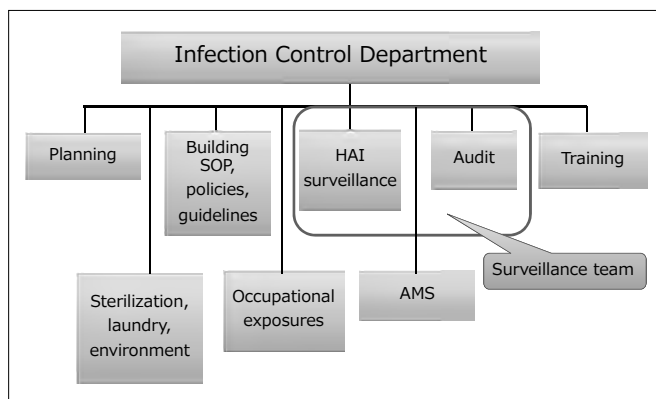 Infection Control Department
Planning
Building
SOP,
policies,
guidelines
HAI
surveillance
Audit
Training
Surveillance team
Sterilization,
laundry,
environment
Occupational
exposures
AMS